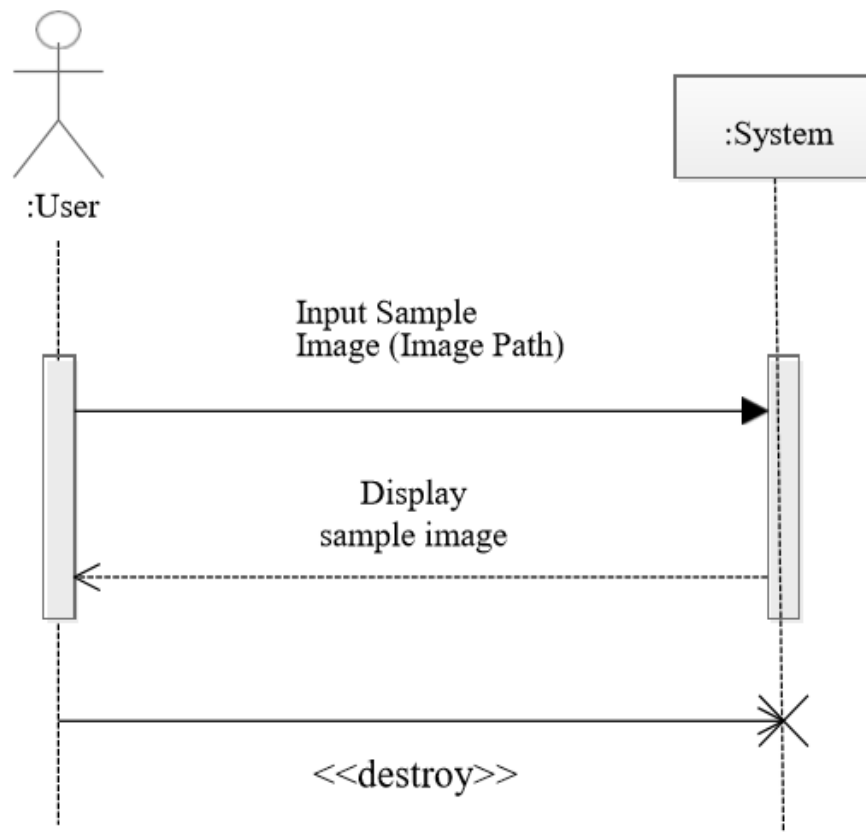 :System
:User
Input Sample
Image (Image Path)
Display
sample image
<<destroy>>